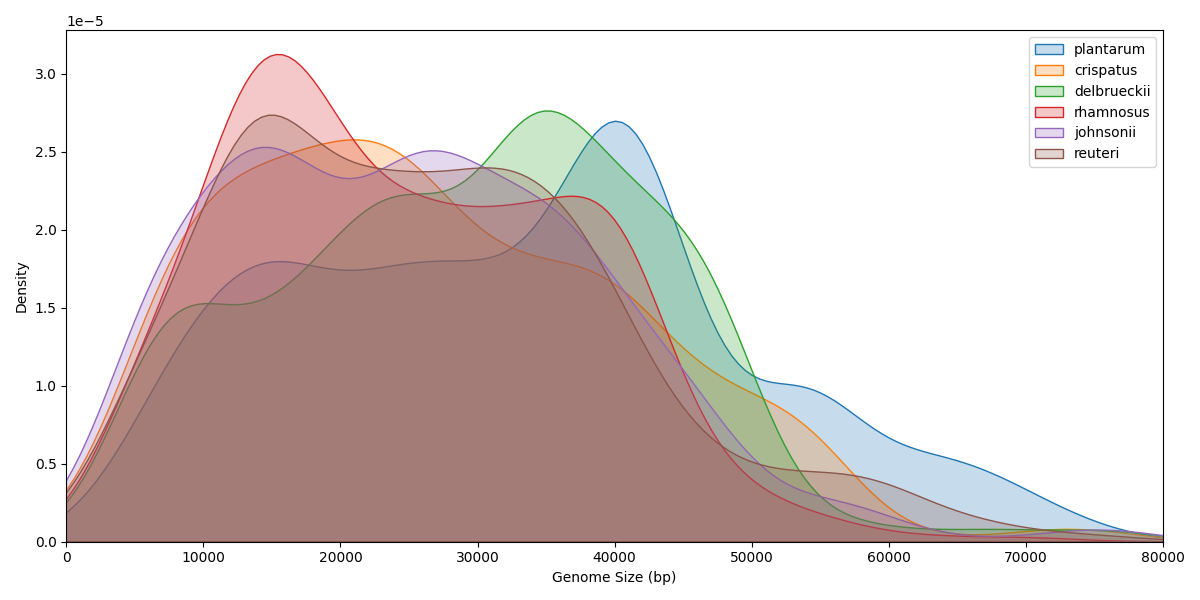 1e−5
3.0
2.5
2.0
1.5
1.0
0.5
0.0
Density
0 10000 20000 30000 40000 50000 60000 70000 80000
Genome Size (bp)
plantarum
crispatus
delbrueckii
rhamnosus
johnsonii
reuteri